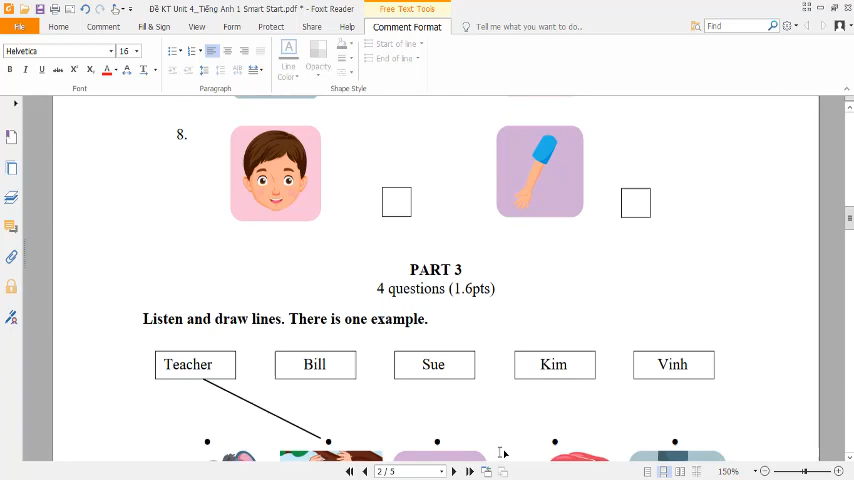 Đề KT Unit 4_Tiếng Anh 1 Smart Start.pdf * - Foxit Reader
Free Text Tools
File
Home
Comment
Fill & Sign
View
Form
Protect
Share
Help
Comment Format
Tell me what you want to do...
Find
Helvetica
16
Start of line
End of line
Line Color
Opacity
B I U abc X² X₂ A A T
Font
Paragraph
Shape Style
8.
PART 3
4 questions (1.6pts)
Listen and draw lines. There is one example.
Teacher
Bill
Sue
Kim
Vinh
2 / 5
150%